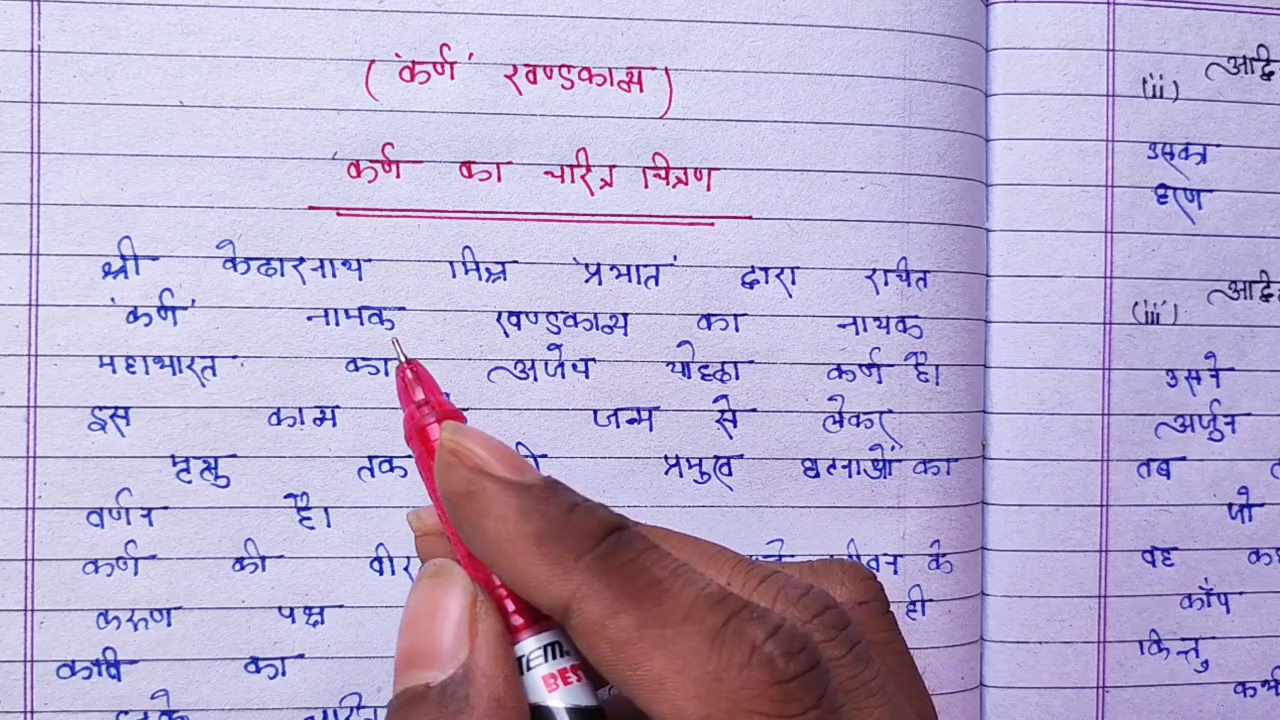 ( 'कर्ण' खण्डकाव्य )
'कर्ण का चरित्र चित्रण
श्री केदारनाथ मिश्र 'प्रभात' द्वारा रचित
'कर्ण' नामक खण्डकाव्य का नायक
महाभारत का अजेय योद्धा कर्ण है।
इस काव्य जन्म से लेकर
मृत्यु तक प्रमुख घटनाओं का
वर्णन है।
कर्ण की जीवन के
करुण पक्ष ही
कवि का
आदि
(ii)
उसका
(iii)
उसने
अर्जुन
तब
जो
वह
काँप
किन्तु
TEM.
BES